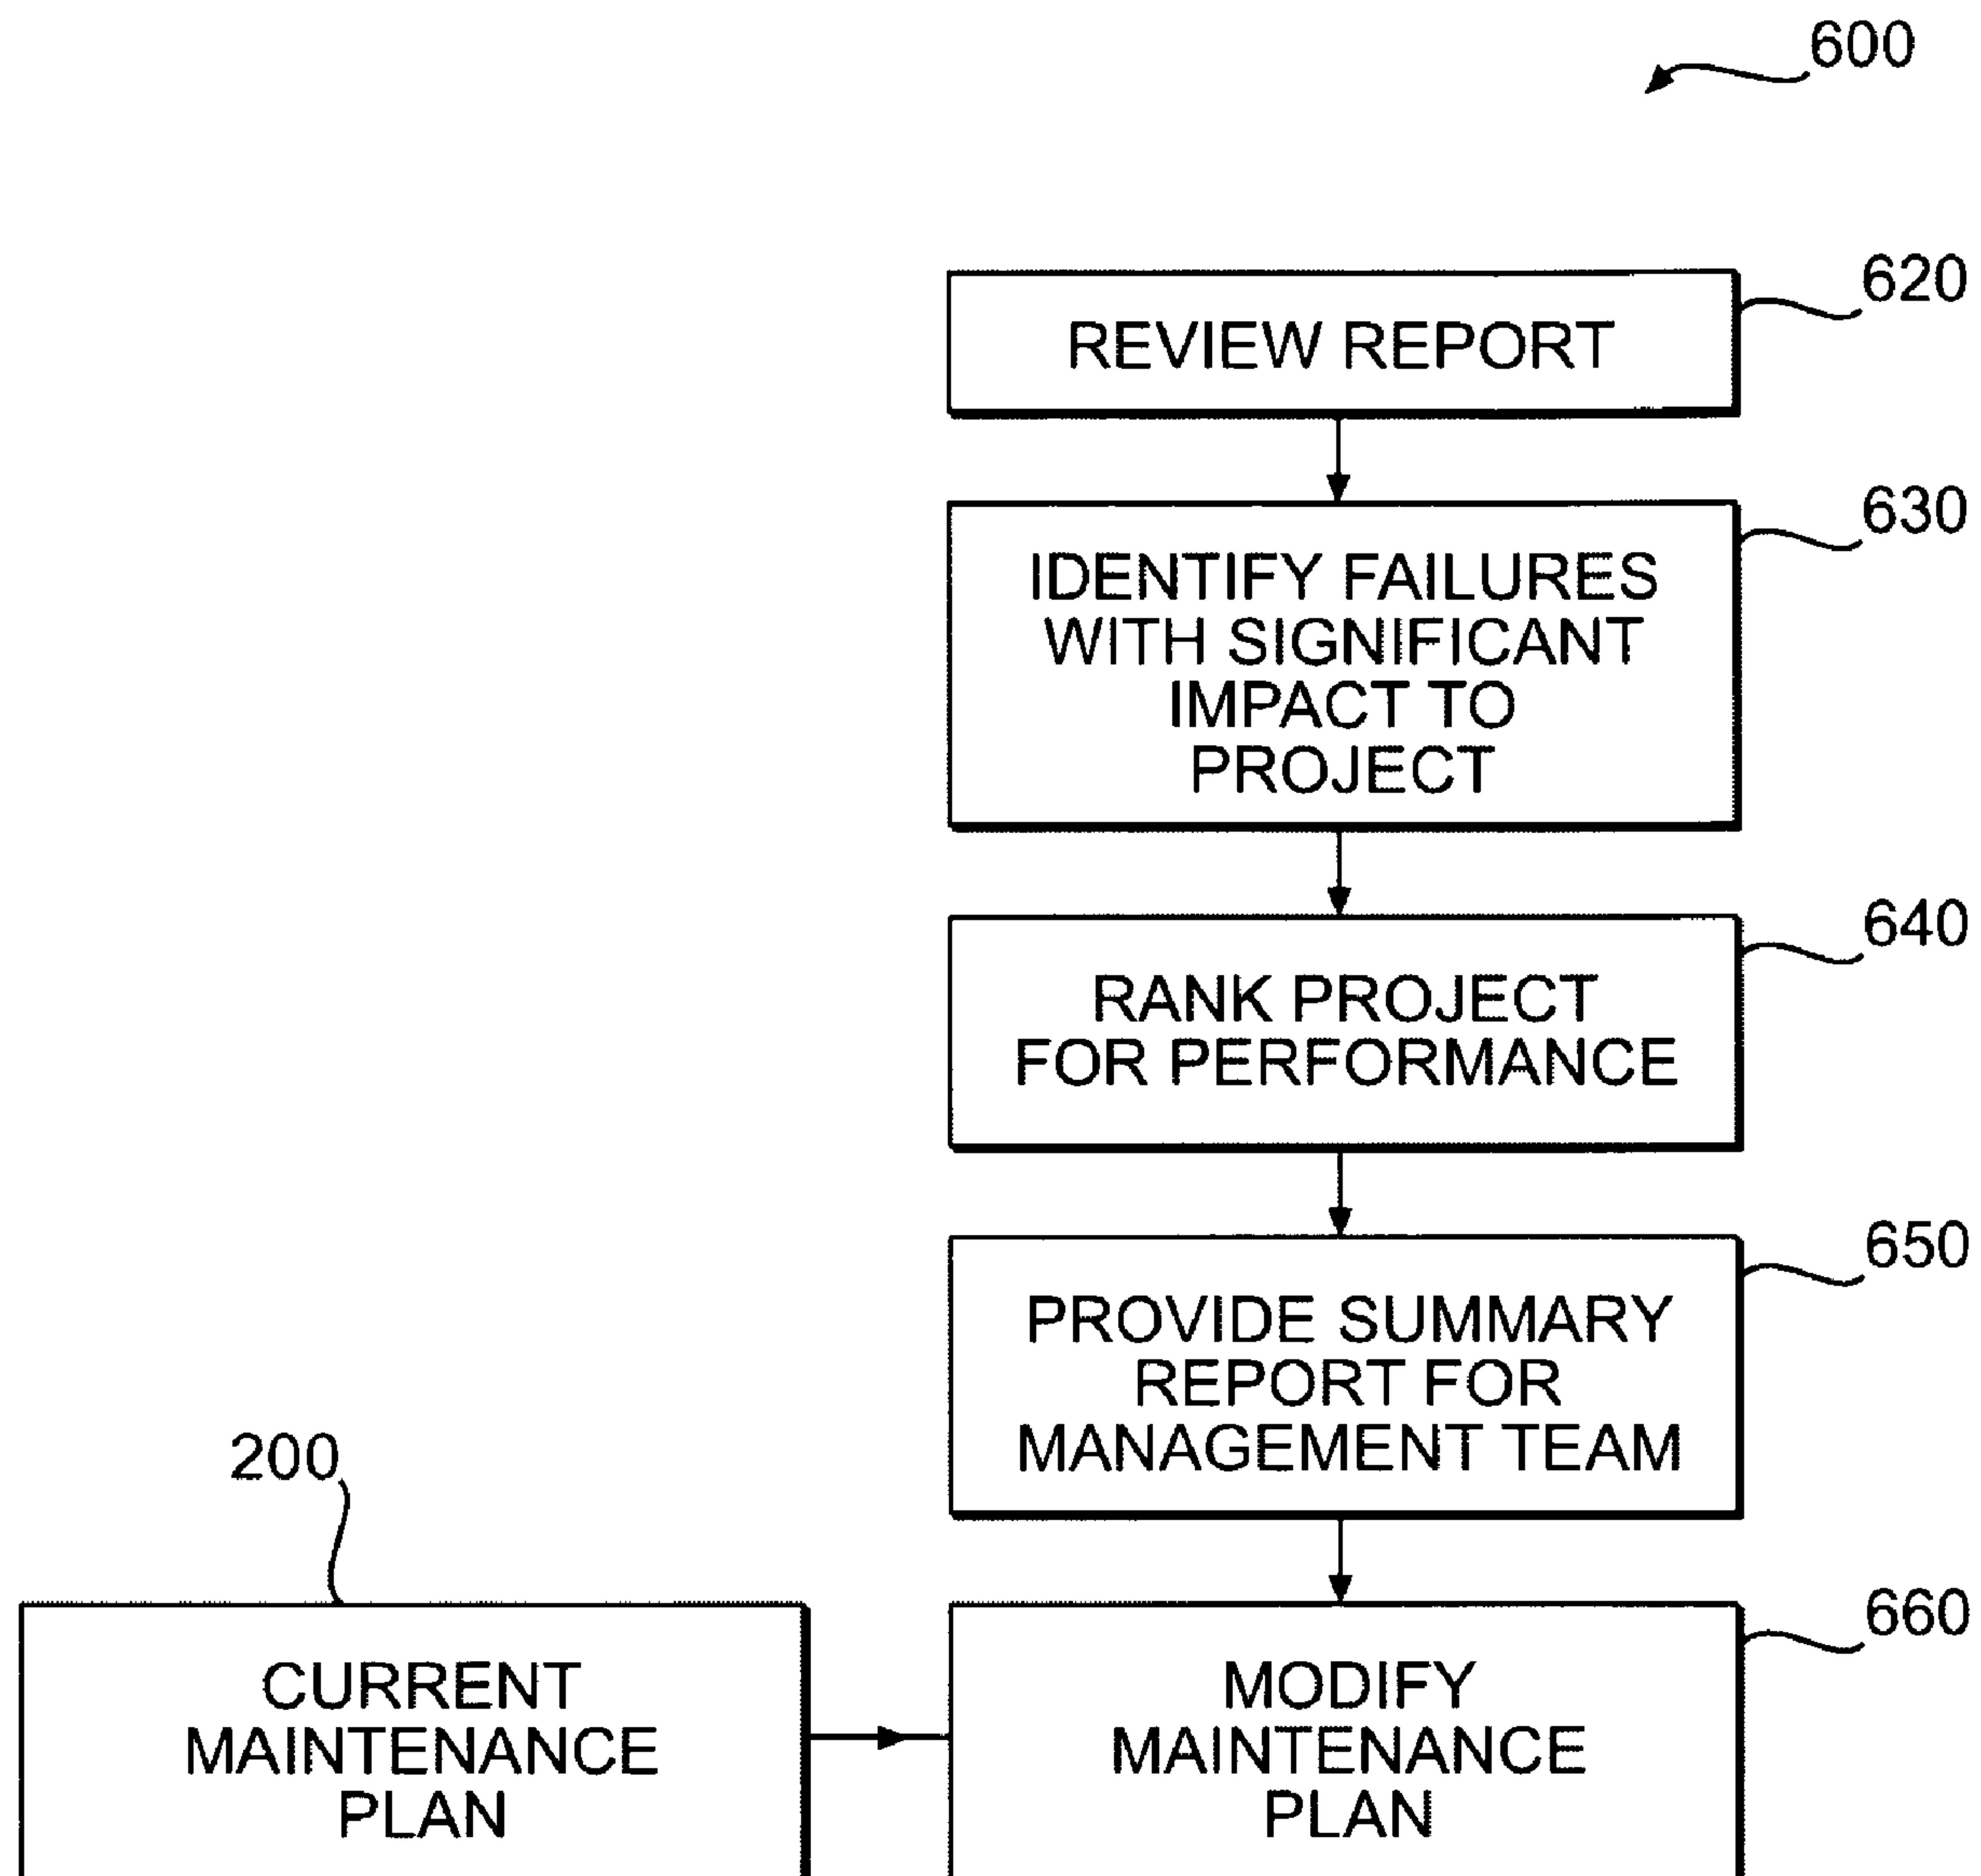 600
620
REVIEW REPORT
630
IDENTIFY FAILURES
WITH SIGNIFICANT
IMPACT TO
PROJECT
640
RANK PROJECT
FOR PERFORMANCE
650
PROVIDE SUMMARY
REPORT FOR
MANAGEMENT TEAM
200
CURRENT
MAINTENANCE
PLAN
660
MODIFY
MAINTENANCE
PLAN